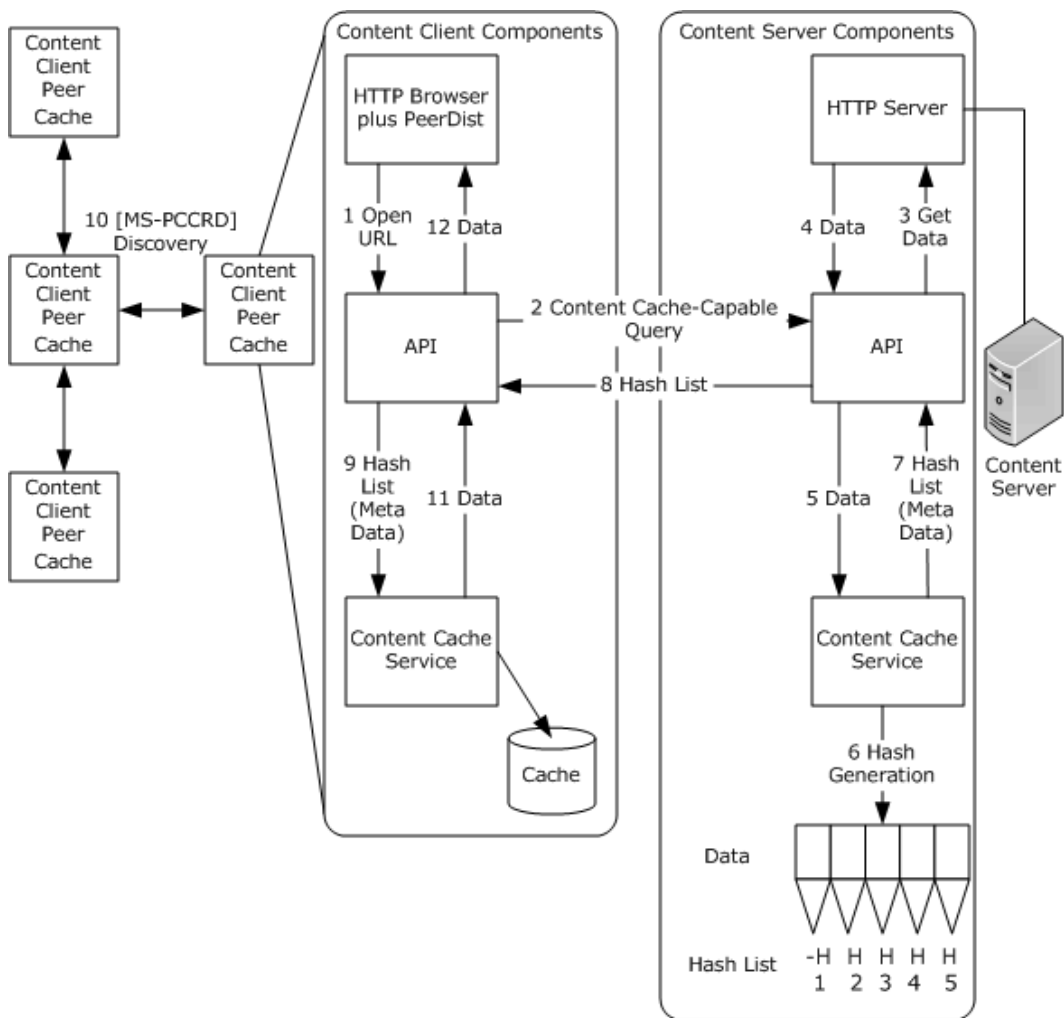 Content
Client
Peer
Cache
10 [MS-PCCRD]
Discovery
Content
Client
Peer
Cache
Content
Client
Peer
Cache
Content
Client
Peer
Cache
Content Client Components
HTTP Browser
plus PeerDist
1 Open
URL
12 Data
API
2 Content Cache-Capable
Query
8 Hash List
9 Hash
List
(Meta
Data)
11 Data
Content Cache
Service
Cache
Content Server Components
HTTP Server
4 Data
3 Get
Data
API
5 Data
7 Hash
List
(Meta
Data)
Content Cache
Service
6 Hash
Generation
Data
Hash List
-H H H H H
1 2 3 4 5
Content
Server